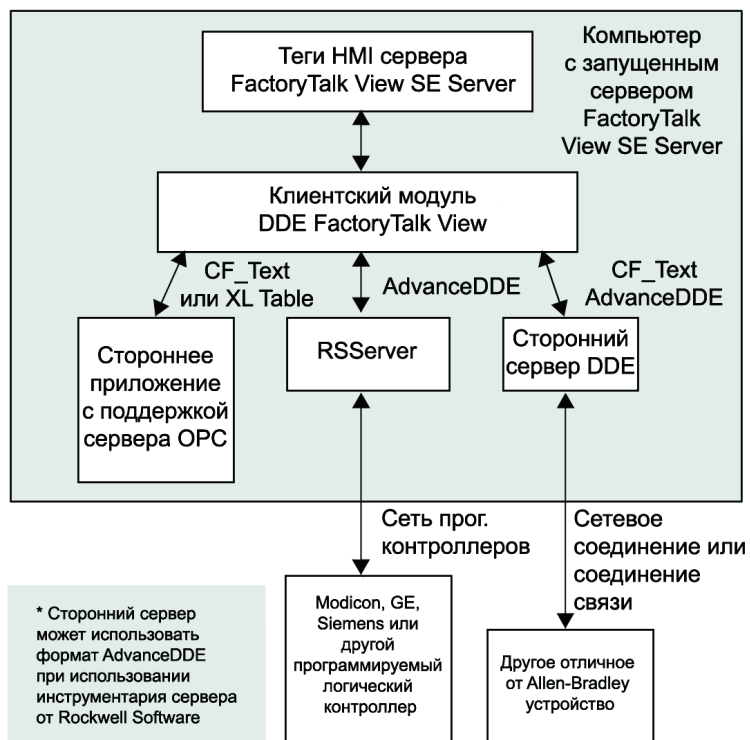 Теги HMI сервера
FactoryTalk View SE Server
Компьютер
с запущенным
сервером
FactoryTalk
View SE Server
Клиентский модуль
DDE FactoryTalk View
CF_Text
или XL Table
AdvanceDDE
CF_Text
AdvanceDDE
Стороннее
приложение
с поддержкой
сервера OPC
RSServer
Сторонний
сервер DDE
Сеть прог.
контроллеров
Сетевое
соединение или
соединение
связи
* Сторонний сервер
может использовать
формат AdvanceDDE
при использовании
инструментария сервера
от Rockwell Software
Modicon, GE,
Siemens или
другой
программируемый
логический
контроллер
Другое отличное
от Allen-Bradley
устройство